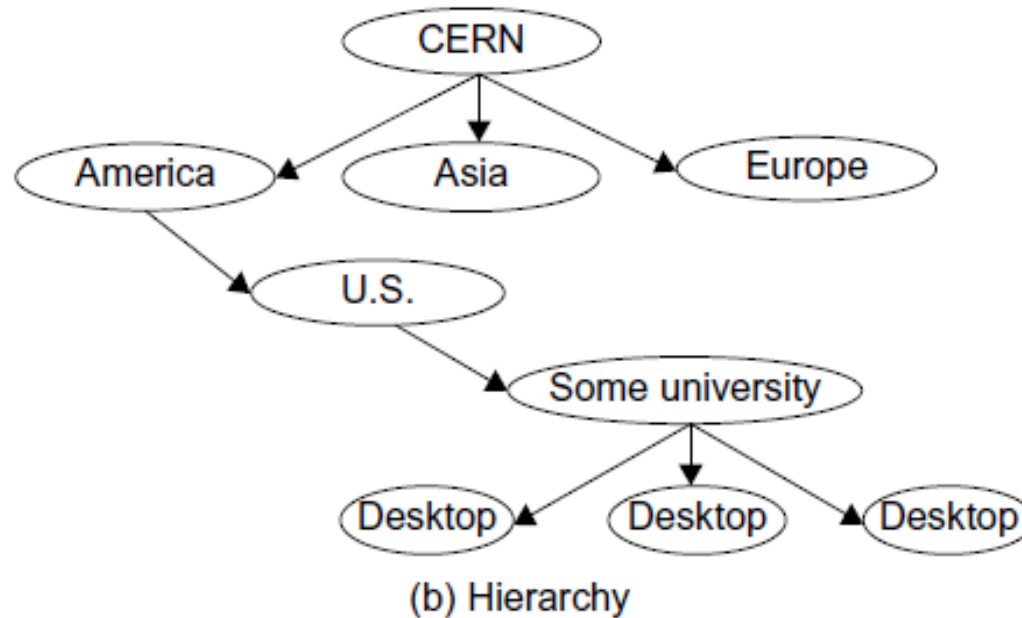 CERN
America
Asia
Europe
U.S.
Some university
Desktop
Desktop
Desktop
(b) Hierarchy